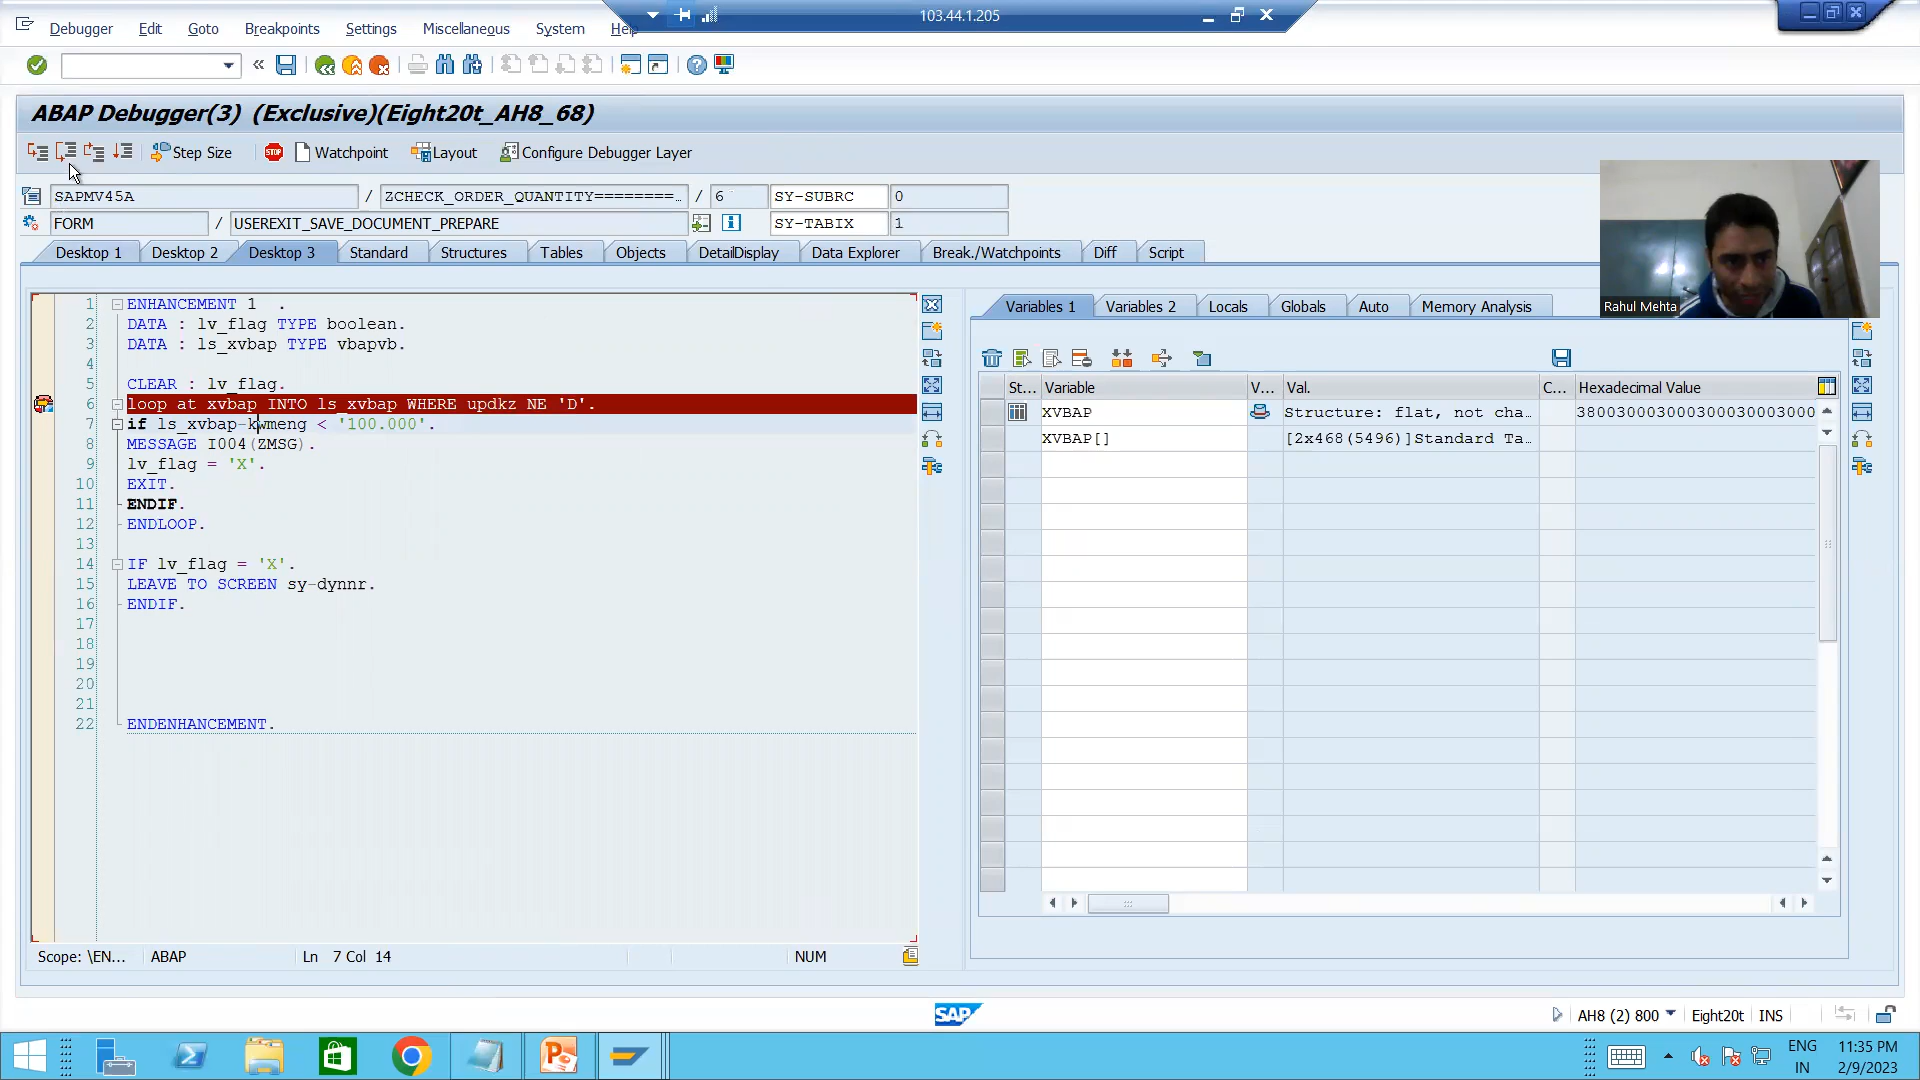 103.44.1.205
Debugger Edit Goto Breakpoints Settings Miscellaneous System Help
ABAP Debugger(3) (Exclusive)(Eight20t_AH8_68)
Step Size Watchpoint Layout Configure Debugger Layer
SAPMV45A / ZCHECK_ORDER_QUANTITY========… / 6 SY-SUBRC 0
FORM / USEREXIT_SAVE_DOCUMENT_PREPARE SY-TABIX 1
Desktop 1 Desktop 2 Desktop 3 Standard Structures Tables Objects DetailDisplay Data Explorer Break./Watchpoints Diff Script
Rahul Mehta
1 ENHANCEMENT 1 .
2 DATA : lv_flag TYPE boolean.
3 DATA : ls_xvbap TYPE vbapvb.
4
5 CLEAR : lv_flag.
6 loop at xvbap INTO ls_xvbap WHERE updkz NE 'D'.
7 if ls_xvbap-kwmeng < '100.000'.
8 MESSAGE I004(ZMSG).
9 lv_flag = 'X'.
10 EXIT.
11 ENDIF.
12 ENDLOOP.
13
14 IF lv_flag = 'X'.
15 LEAVE TO SCREEN sy-dynnr.
16 ENDIF.
17
18
19
20
21
22 ENDENHANCEMENT.
Scope: \EN... ABAP Ln 7 Col 14 NUM
Variables 1 Variables 2 Locals Globals Auto Memory Analysis
St... Variable V... Val. C... Hexadecimal Value
XVBAP Structure: flat, not cha… 380030003000300030003000
XVBAP[] [2x468(5496)]Standard Ta…
SAP
AH8 (2) 800 Eight20t INS
ENG
IN
11:35 PM
2/9/2023